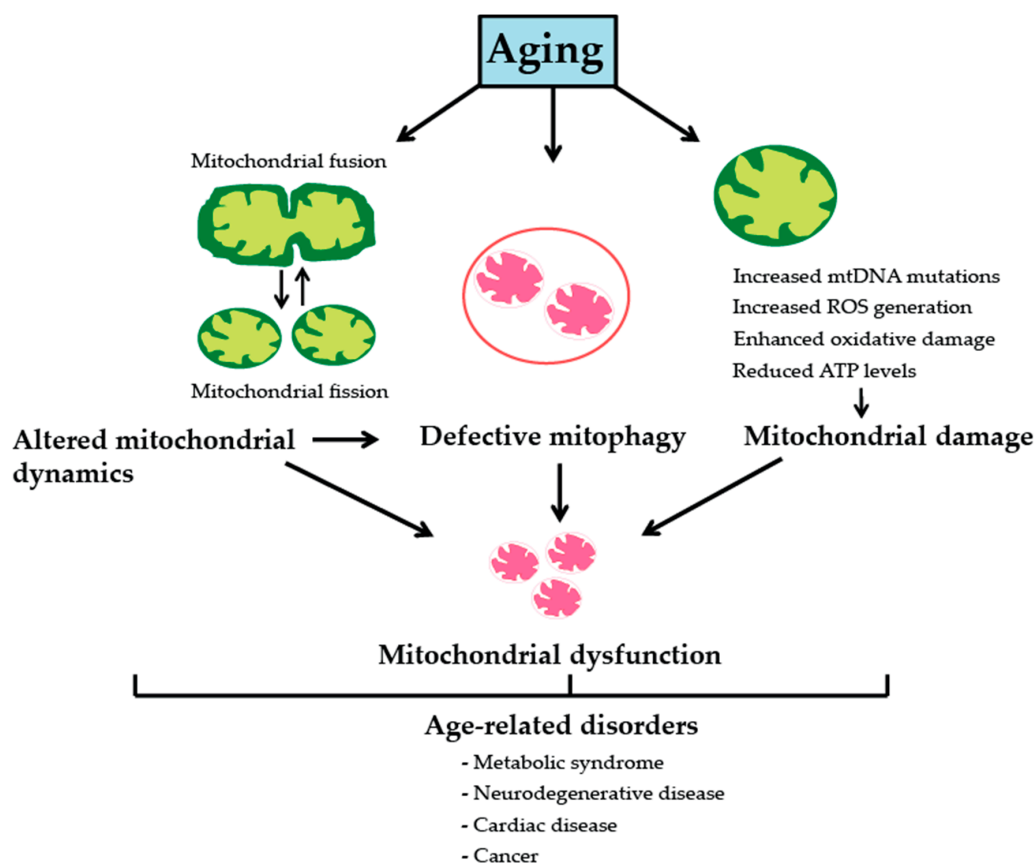 Aging
Mitochondrial fusion
Mitochondrial fission
Increased mtDNA mutations
Increased ROS generation
Enhanced oxidative damage
Reduced ATP levels
Altered mitochondrial
dynamics
Defective mitophagy
Mitochondrial damage
Mitochondrial dysfunction
Age-related disorders
- Metabolic syndrome
- Neurodegenerative disease
- Cardiac disease
- Cancer